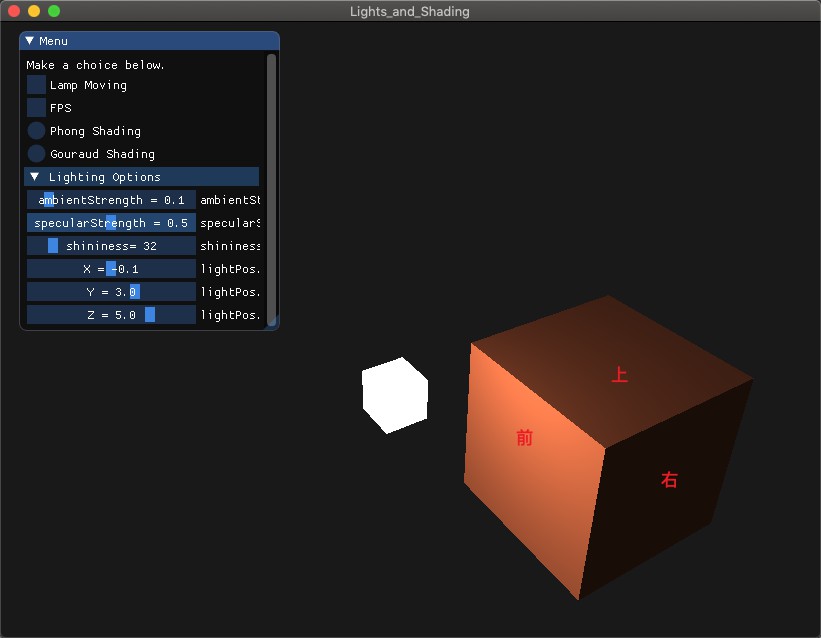 Lights_and_Shading
Menu
Make a choice below.
Lamp Moving
FPS
Phong Shading
Gouraud Shading
Lighting Options
ambientStrength = 0.1 ambientSt
specularStrength = 0.5 specularS
shininess= 32 shininess
X = -0.1 lightPos.
Y = 3.0 lightPos.
Z = 5.0 lightPos.
上
前
右